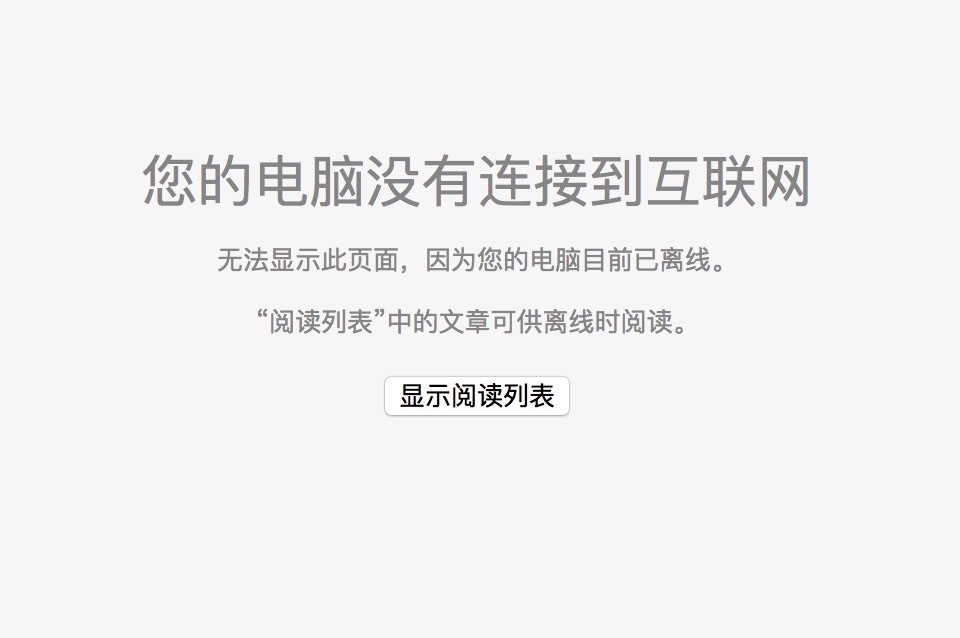 您的电脑没有连接到互联网
无法显示此页面，因为您的电脑目前已离线。
“阅读列表”中的文章可供离线时阅读。
显示阅读列表